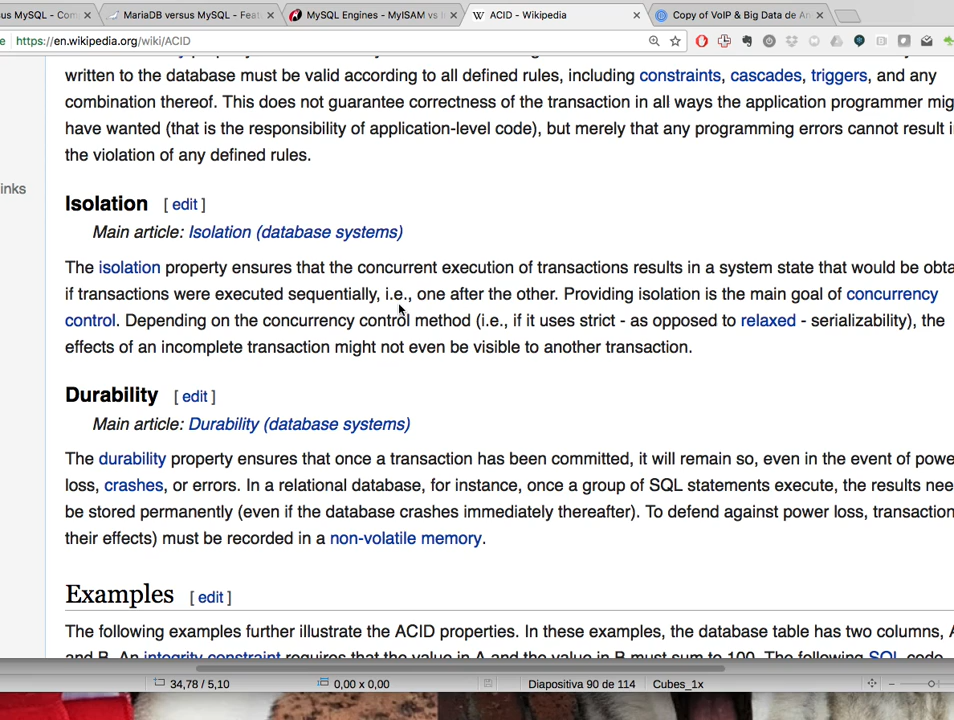 us MySQL - Com
MariaDB versus MySQL - Feat
MySQL Engines - MyISAM vs I
ACID - Wikipedia
Copy of VoIP & Big Data de An
https://en.wikipedia.org/wiki/ACID
written to the database must be valid according to all defined rules, including constraints, cascades, triggers, and any
combination thereof. This does not guarantee correctness of the transaction in all ways the application programmer mig
have wanted (that is the responsibility of application-level code), but merely that any programming errors cannot result i
the violation of any defined rules.
inks
Isolation [ edit ]
Main article: Isolation (database systems)
The isolation property ensures that the concurrent execution of transactions results in a system state that would be obta
if transactions were executed sequentially, i.e., one after the other. Providing isolation is the main goal of concurrency
control. Depending on the concurrency control method (i.e., if it uses strict - as opposed to relaxed - serializability), the
effects of an incomplete transaction might not even be visible to another transaction.
Durability [ edit ]
Main article: Durability (database systems)
The durability property ensures that once a transaction has been committed, it will remain so, even in the event of powe
loss, crashes, or errors. In a relational database, for instance, once a group of SQL statements execute, the results nee
be stored permanently (even if the database crashes immediately thereafter). To defend against power loss, transaction
their effects) must be recorded in a non-volatile memory.
Examples [ edit ]
The following examples further illustrate the ACID properties. In these examples, the database table has two columns, A
and B. An integrity constraint requires that the value in A and the value in B must sum to 100. The following SQL code
34,78 / 5,10
0,00 x 0,00
Diapositiva 90 de 114
Cubes_1x